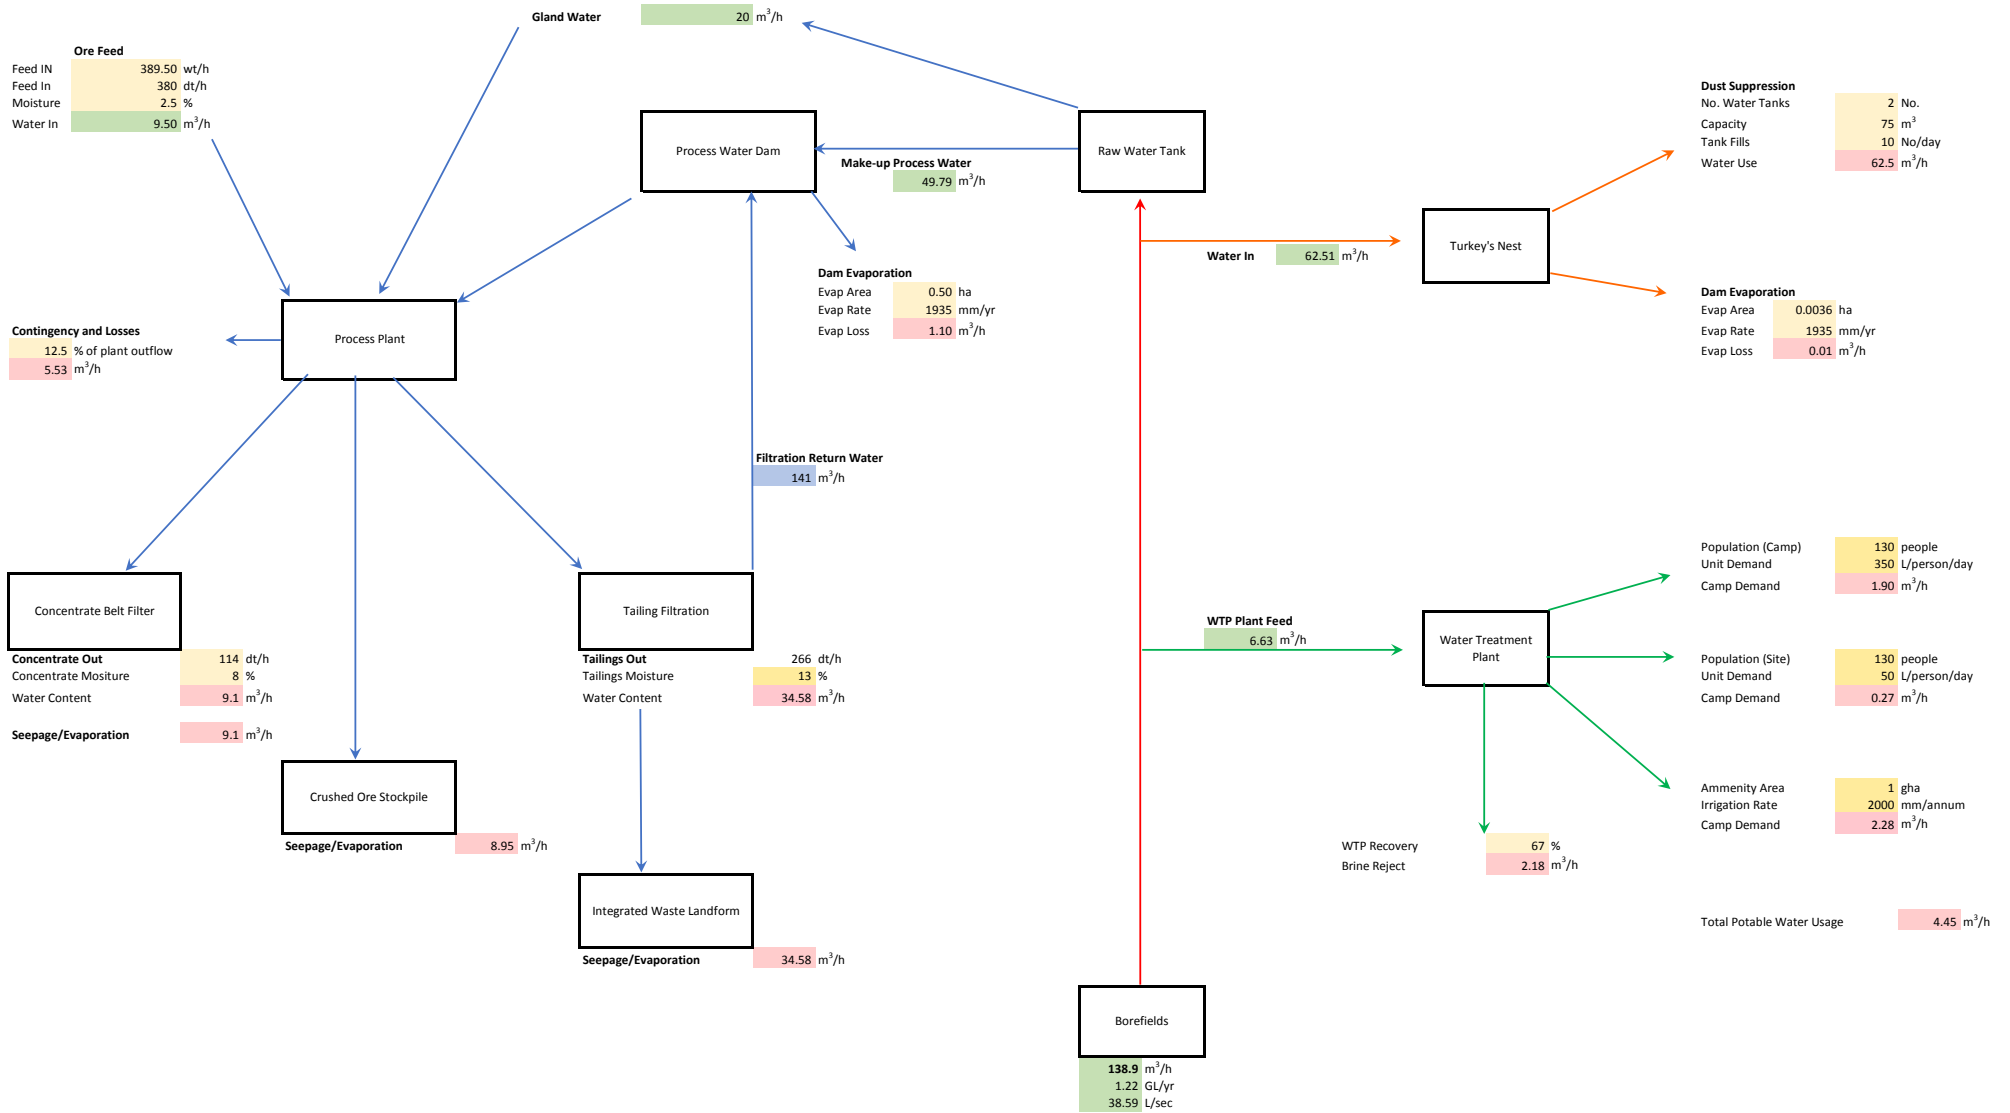 Gland Water 20 m³/h
Ore Feed
Feed IN 389.50 wt/h
Feed In 380 dt/h
Moisture 2.5 %
Water In 9.50 m³/h
Process Water Dam
Raw Water Tank
Make-up Process Water
49.79 m³/h
Dust Suppression
No. Water Tanks 2 No.
Capacity 75 m³
Tank Fills 10 No/day
Water Use 62.5 m³/h
Turkey's Nest
Water In 62.51 m³/h
Dam Evaporation
Evap Area 0.50 ha
Evap Rate 1935 mm/yr
Evap Loss 1.10 m³/h
Dam Evaporation
Evap Area 0.0036 ha
Evap Rate 1935 mm/yr
Evap Loss 0.01 m³/h
Contingency and Losses
12.5 % of plant outflow
5.53 m³/h
Process Plant
Filtration Return Water
141 m³/h
Concentrate Belt Filter
Concentrate Out 114 dt/h
Concentrate Mositure 8 %
Water Content 9.1 m³/h
Seepage/Evaporation 9.1 m³/h
Tailing Filtration
Tailings Out 266 dt/h
Tailings Moisture 13 %
Water Content 34.58 m³/h
Crushed Ore Stockpile
Seepage/Evaporation 8.95 m³/h
Integrated Waste Landform
Seepage/Evaporation 34.58 m³/h
WTP Plant Feed
6.63 m³/h
Water Treatment
Plant
Population (Camp) 130 people
Unit Demand 350 L/person/day
Camp Demand 1.90 m³/h
Population (Site) 130 people
Unit Demand 50 L/person/day
Camp Demand 0.27 m³/h
Ammenity Area 1 gha
Irrigation Rate 2000 mm/annum
Camp Demand 2.28 m³/h
WTP Recovery 67 %
Brine Reject 2.18 m³/h
Total Potable Water Usage 4.45 m³/h
Borefields
138.9 m³/h
1.22 GL/yr
38.59 L/sec